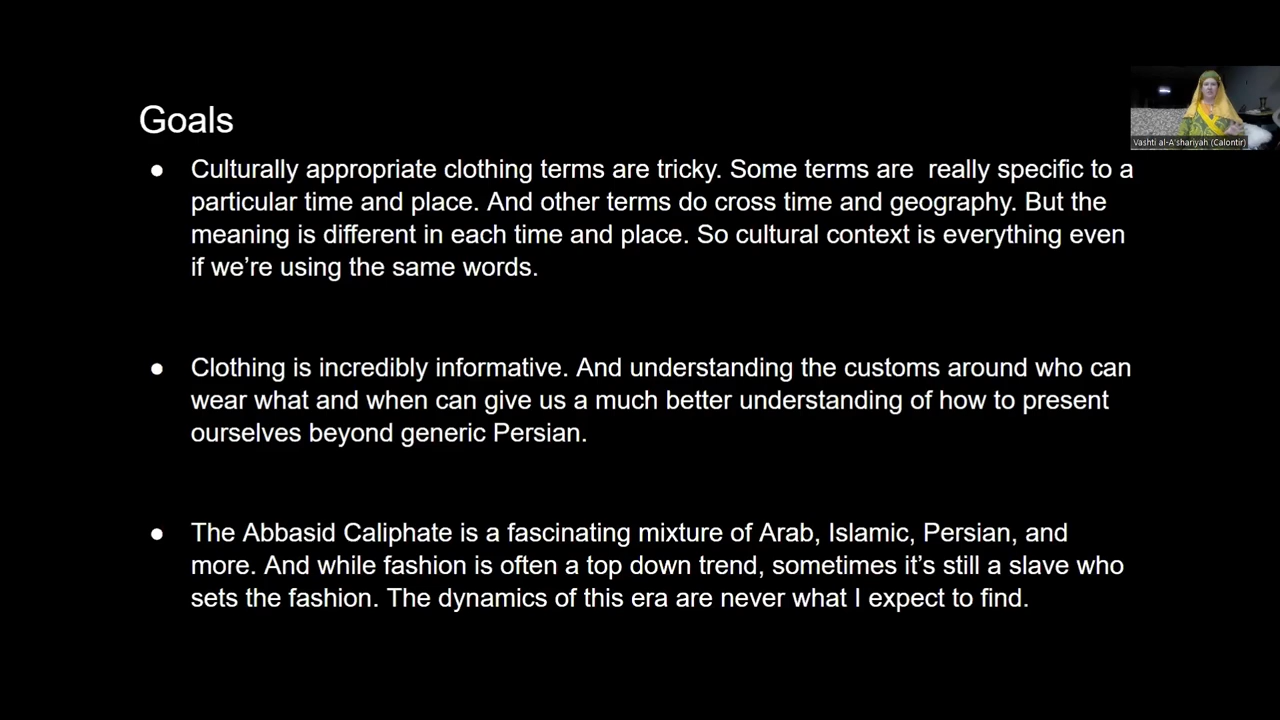 Goals
● Culturally appropriate clothing terms are tricky. Some terms are  really specific to a
particular time and place. And other terms do cross time and geography. But the
meaning is different in each time and place. So cultural context is everything even
if we’re using the same words.
● Clothing is incredibly informative. And understanding the customs around who can
wear what and when can give us a much better understanding of how to present
ourselves beyond generic Persian.
● The Abbasid Caliphate is a fascinating mixture of Arab, Islamic, Persian, and
more. And while fashion is often a top down trend, sometimes it’s still a slave who
sets the fashion. The dynamics of this era are never what I expect to find.
Vashti al-A'shariyah (Calontir)